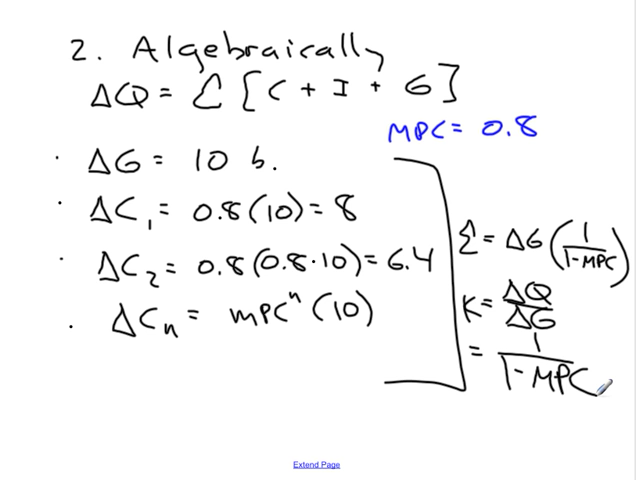 2. Algebraically
ΔQ = Σ [C + I + G]
MPC = 0.8
· ΔG = 10 b.
· ΔC₁ = 0.8(10) = 8
· ΔC₂ = 0.8(0.8·10) = 6.4
· ΔCₙ = MPCⁿ (10)
Σ = ΔG (1/(1-MPC))
K = ΔQ/ΔG
= 1/(1-MPC)
Extend Page